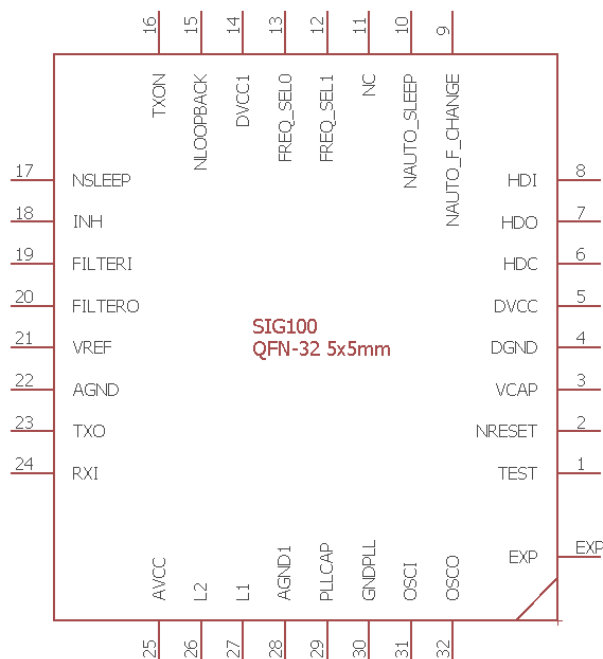 16 15 14 13 12 11 10 9
TXON NLOOPBACK DVCC1 FREQ_SEL0 FREQ_SEL1 NC NAUTO_SLEEP NAUTO_F_CHANGE
17 NSLEEP HDI 8
18 INH HDO 7
19 FILTERI HDC 6
20 FILTERO DVCC 5
SIG100
21 VREF QFN-32 5x5mm DGND 4
22 AGND VCAP 3
23 TXO NRESET 2
24 RXI TEST 1
EXP EXP
AVCC L2 L1 AGND1 PLLCAP GNDPLL OSCI OSCO
25 26 27 28 29 30 31 32